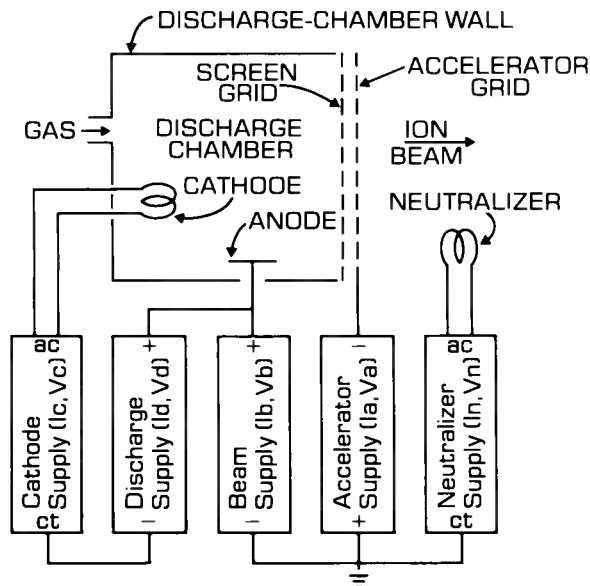 DISCHARGE-CHAMBER WALL
SCREEN
GRID
ACCELERATOR
GRID
GAS
DISCHARGE
CHAMBER
ION
BEAM
CATHODE
ANODE
NEUTRALIZER
ac
Cathode
Supply (Ic, Vc)
ct
+
Discharge
Supply (Id, Vd)
–
+
Beam
Supply (Ib, Vb)
–
–
Accelerator
Supply (Ia, Va)
+
ac
Neutralizer
Supply (In, Vn)
ct